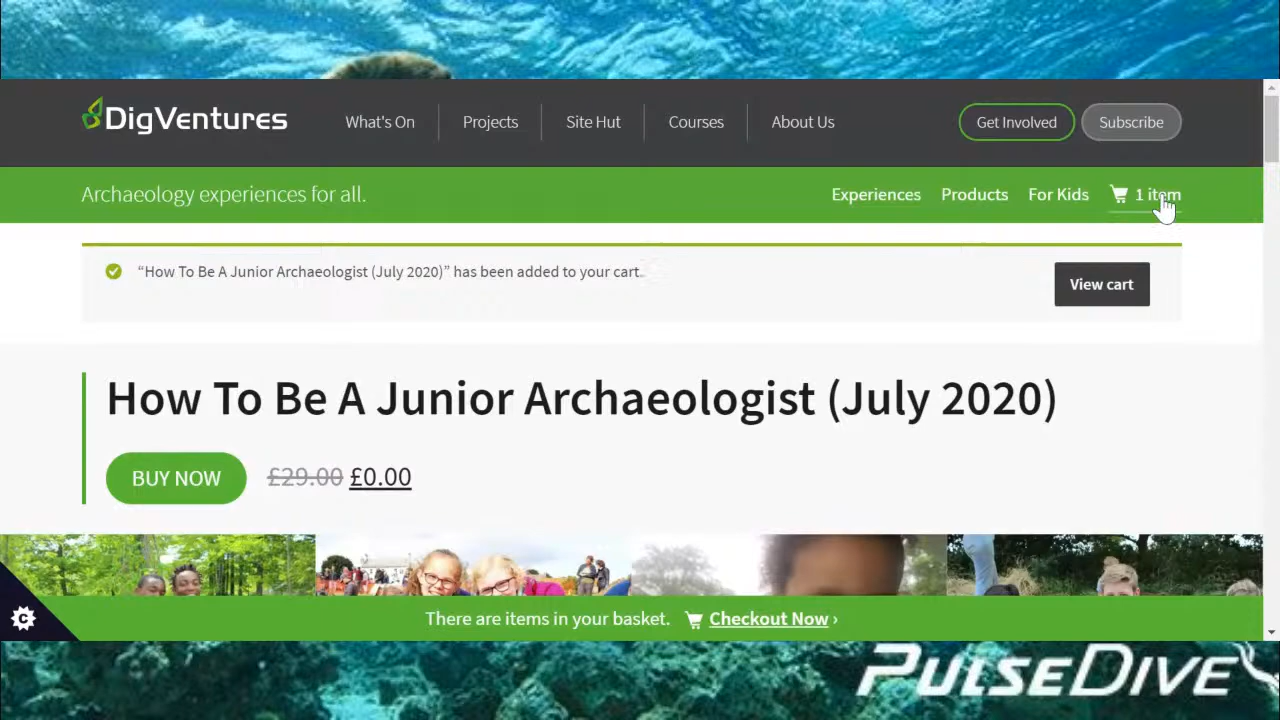 DigVentures
What's On
Projects
Site Hut
Courses
About Us
Get Involved
Subscribe
Archaeology experiences for all.
Experiences
Products
For Kids
1 item
“How To Be A Junior Archaeologist (July 2020)” has been added to your cart.
View cart
How To Be A Junior Archaeologist (July 2020)
BUY NOW
£29.00 £0.00
There are items in your basket. Checkout Now ›
C
PULSEDIVE